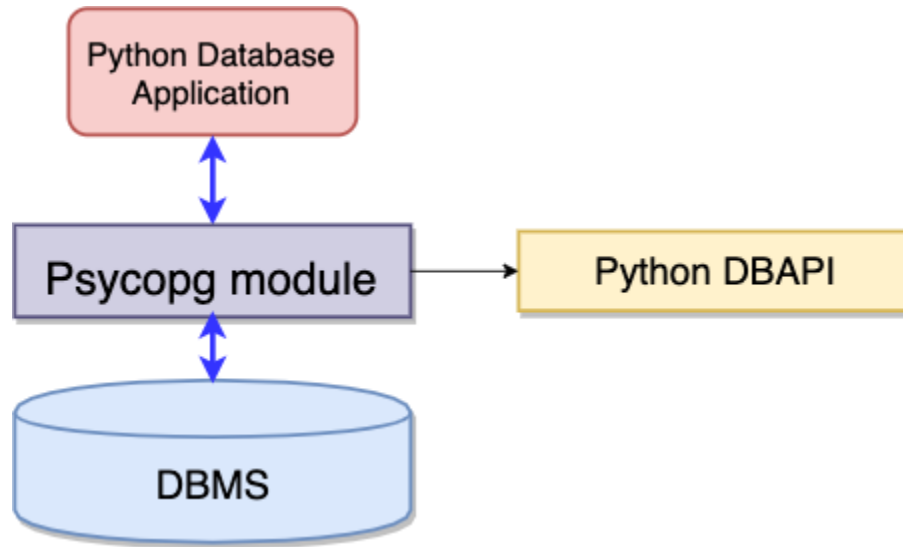 Python Database
Application
Psycopg module
Python DBAPI
DBMS